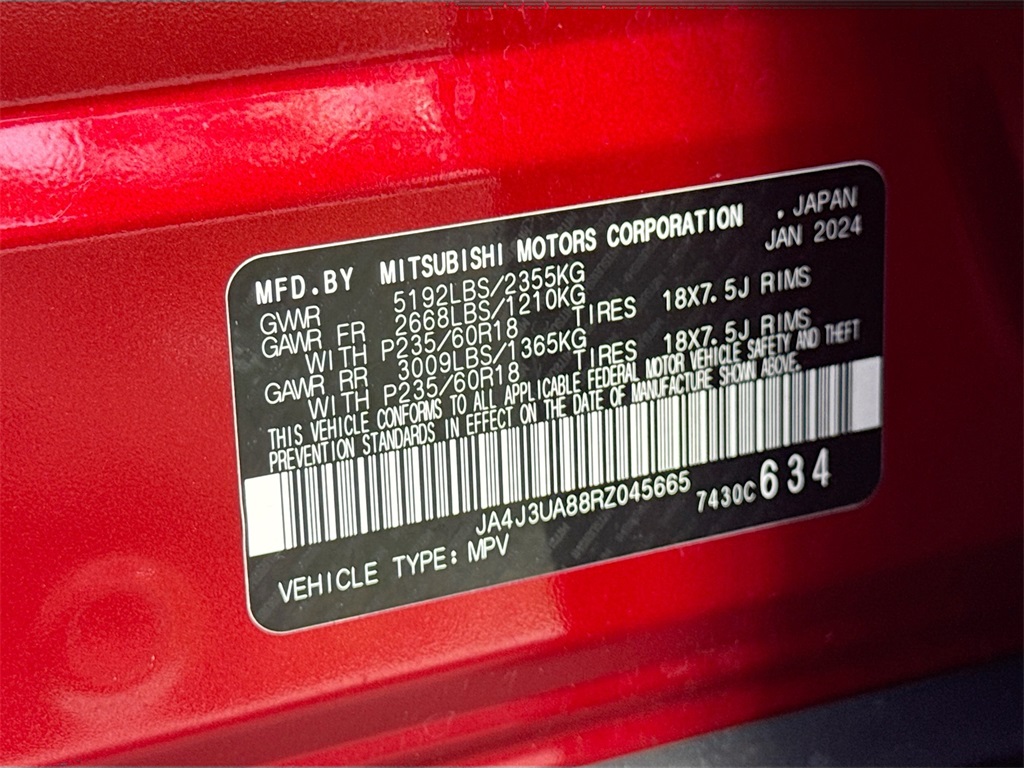 MFD.BY MITSUBISHI MOTORS CORPORATION . JAPAN
JAN 2024
GVWR 5192LBS/2355KG
GAWR FR 2668LBS/1210KG
WITH P235/60R18 TIRES 18X7.5J RIMS
GAWR RR 3009LBS/1365KG
WITH P235/60R18 TIRES 18X7.5J RIMS
THIS VEHICLE CONFORMS TO ALL APPLICABLE FEDERAL MOTOR VEHICLE SAFETY AND THEFT
PREVENTION STANDARDS IN EFFECT ON THE DATE OF MANUFACTURE SHOWN ABOVE.
JA4J3UA88RZ045665 7430C 634
VEHICLE TYPE: MPV